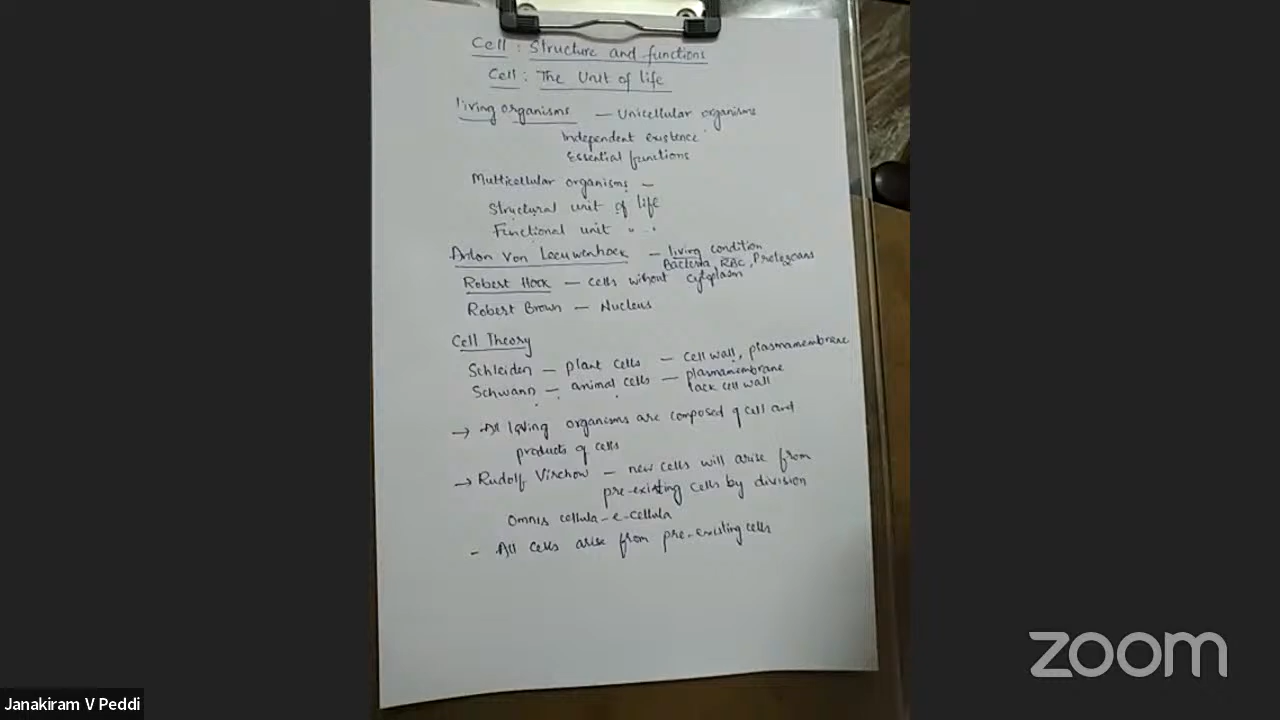 Cell : Structure and functions
Cell : The Unit of life
living organisms — Unicellular organisms
Independent existence
Essential functions
Multicellular organisms —
Structural unit of life
Functional unit " "
Anton Von Leeuwenhoek — living condition
Bacteria, RBC, Protozoans
Robert Hook — cells without cytoplasm
Robert Brown — Nucleus
Cell Theory
Schleiden — plant cells — cell wall, plasmamembrane
Schwann — animal cells — plasmamembrane
lack cell wall
→ All living organisms are composed of cell and
products of cells
→ Rudolf Virchow — new cells will arise from
pre-existing cells by division
Omnis cellula-e-cellula
- All cells arise from pre-existing cells
zoom
Janakiram V Peddi